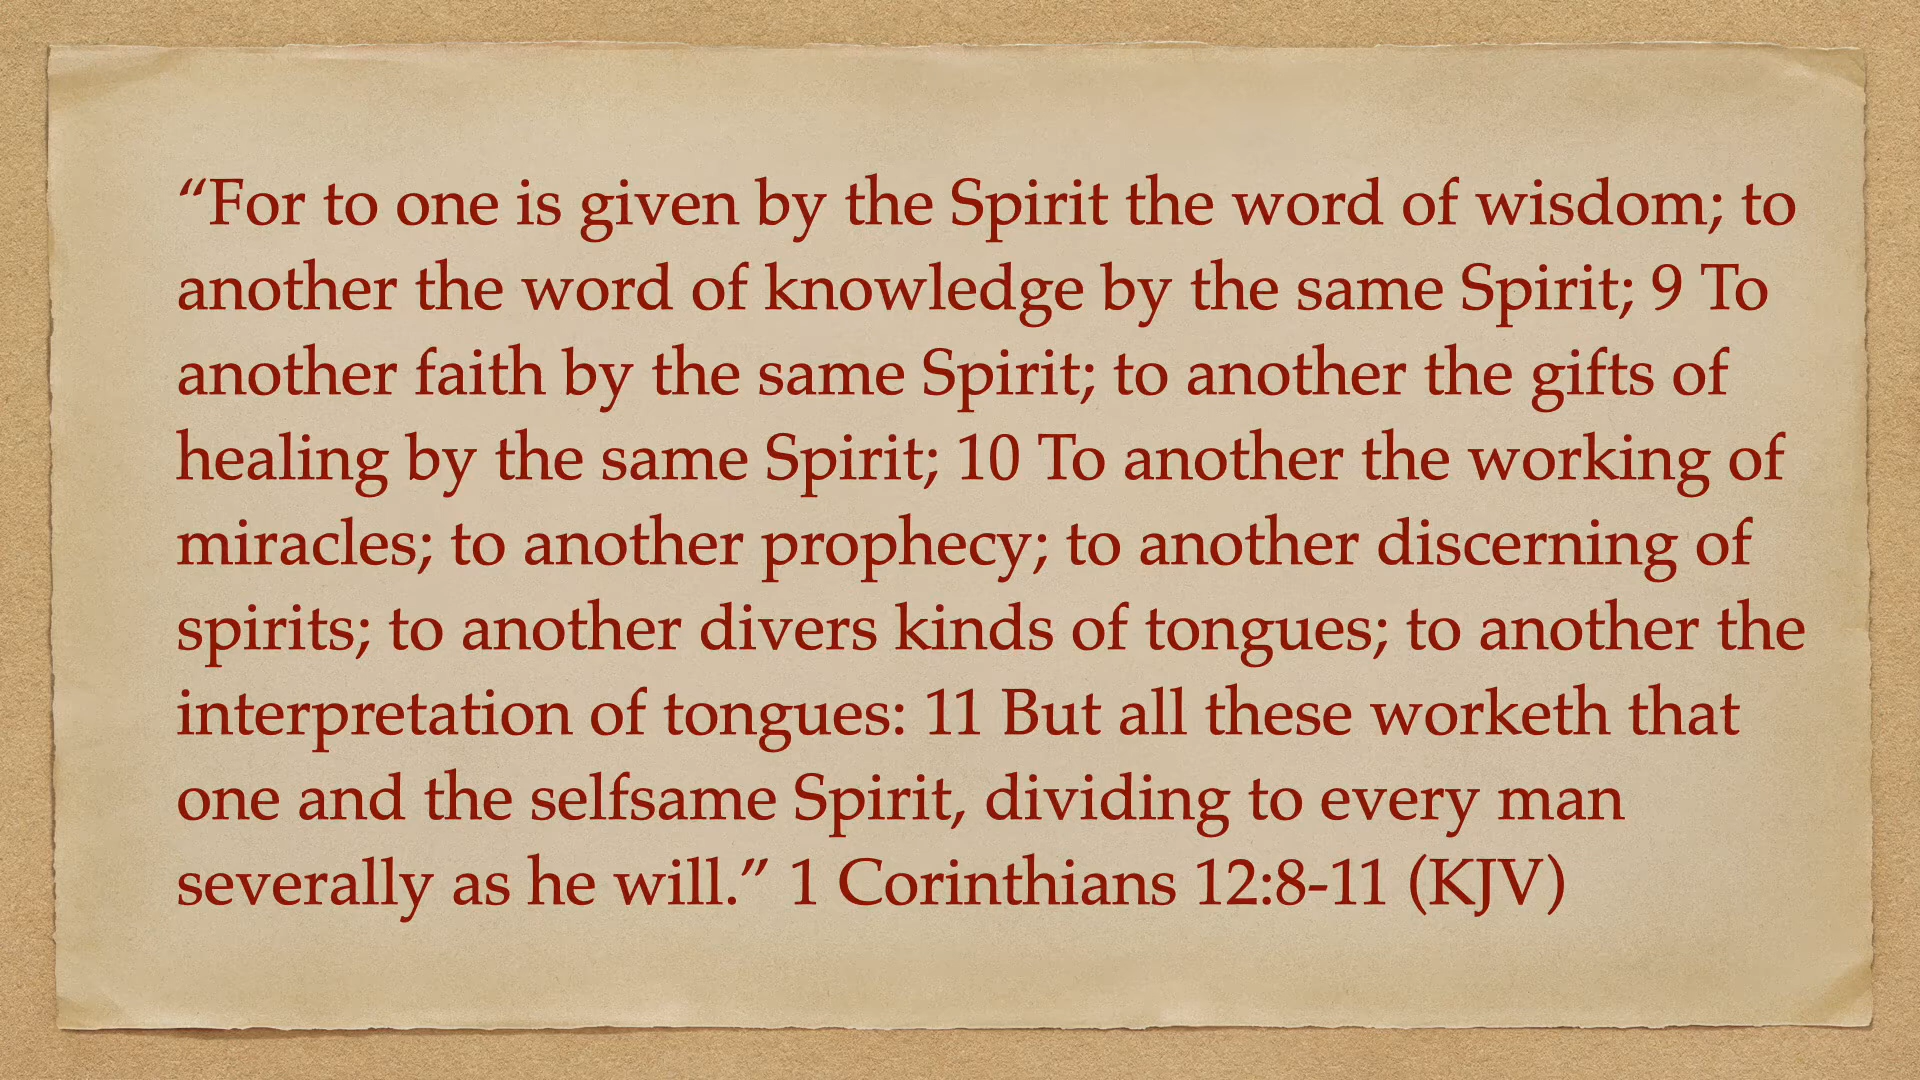 “For to one is given by the Spirit the word of wisdom; to
another the word of knowledge by the same Spirit; 9 To
another faith by the same Spirit; to another the gifts of
healing by the same Spirit; 10 To another the working of
miracles; to another prophecy; to another discerning of
spirits; to another divers kinds of tongues; to another the
interpretation of tongues: 11 But all these worketh that
one and the selfsame Spirit, dividing to every man
severally as he will.” 1 Corinthians 12:8-11 (KJV)